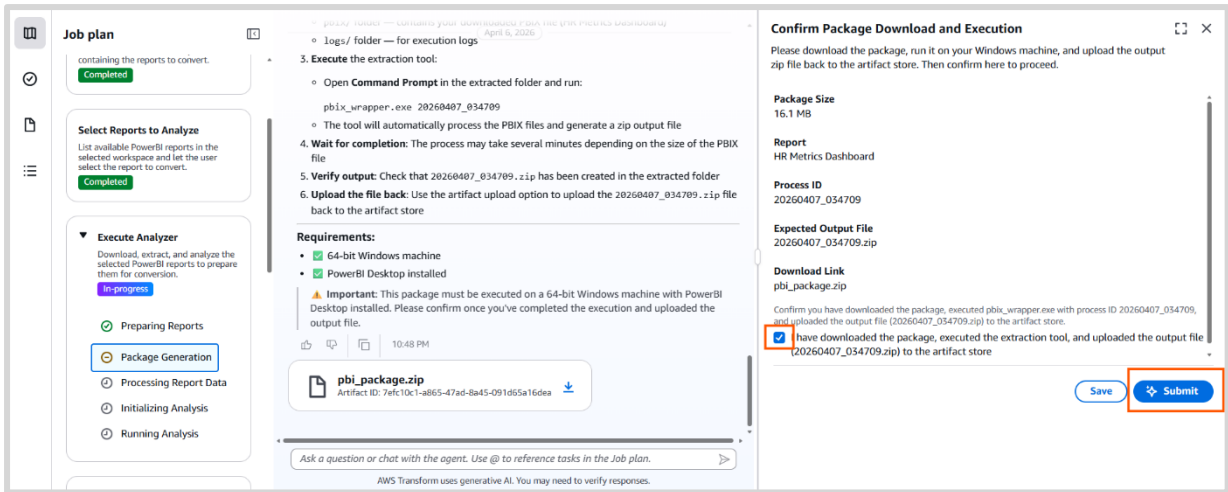 Job plan
containing the reports to convert.
Completed
Select Reports to Analyze
List available PowerBI reports in the
selected workspace and let the user
select the report to convert.
Completed
Execute Analyzer
Download, extract, and analyze the
selected PowerBI reports to prepare
them for conversion.
In-progress
Preparing Reports
Package Generation
Processing Report Data
Initializing Analysis
Running Analysis
April 6, 2026
logs/ folder — for execution logs
3. Execute the extraction tool:
Open Command Prompt in the extracted folder and run:
pbix_wrapper.exe 20260407_034709
The tool will automatically process the PBIX files and generate a zip output file
4. Wait for completion: The process may take several minutes depending on the size of the PBIX
file
5. Verify output: Check that 20260407_034709.zip has been created in the extracted folder
6. Upload the file back: Use the artifact upload option to upload the 20260407_034709.zip file
back to the artifact store
Requirements:
✅ 64-bit Windows machine
✅ PowerBI Desktop installed
⚠️ Important: This package must be executed on a 64-bit Windows machine with PowerBI
Desktop installed. Please confirm once you've completed the execution and uploaded the
output file.
10:48 PM
pbi_package.zip
Artifact ID: 7efc10c1-a865-47ad-8a45-091d65a16dea
Ask a question or chat with the agent. Use @ to reference tasks in the Job plan.
AWS Transform uses generative AI. You may need to verify responses.
Confirm Package Download and Execution
Please download the package, run it on your Windows machine, and upload the output
zip file back to the artifact store. Then confirm here to proceed.
Package Size
16.1 MB
Report
HR Metrics Dashboard
Process ID
20260407_034709
Expected Output File
20260407_034709.zip
Download Link
pbi_package.zip
Confirm you have downloaded the package, executed pbix_wrapper.exe with process ID 20260407_034709,
and uploaded the output file (20260407_034709.zip) to the artifact store.
I have downloaded the package, executed the extraction tool, and uploaded the output file
(20260407_034709.zip) to the artifact store
Save
Submit